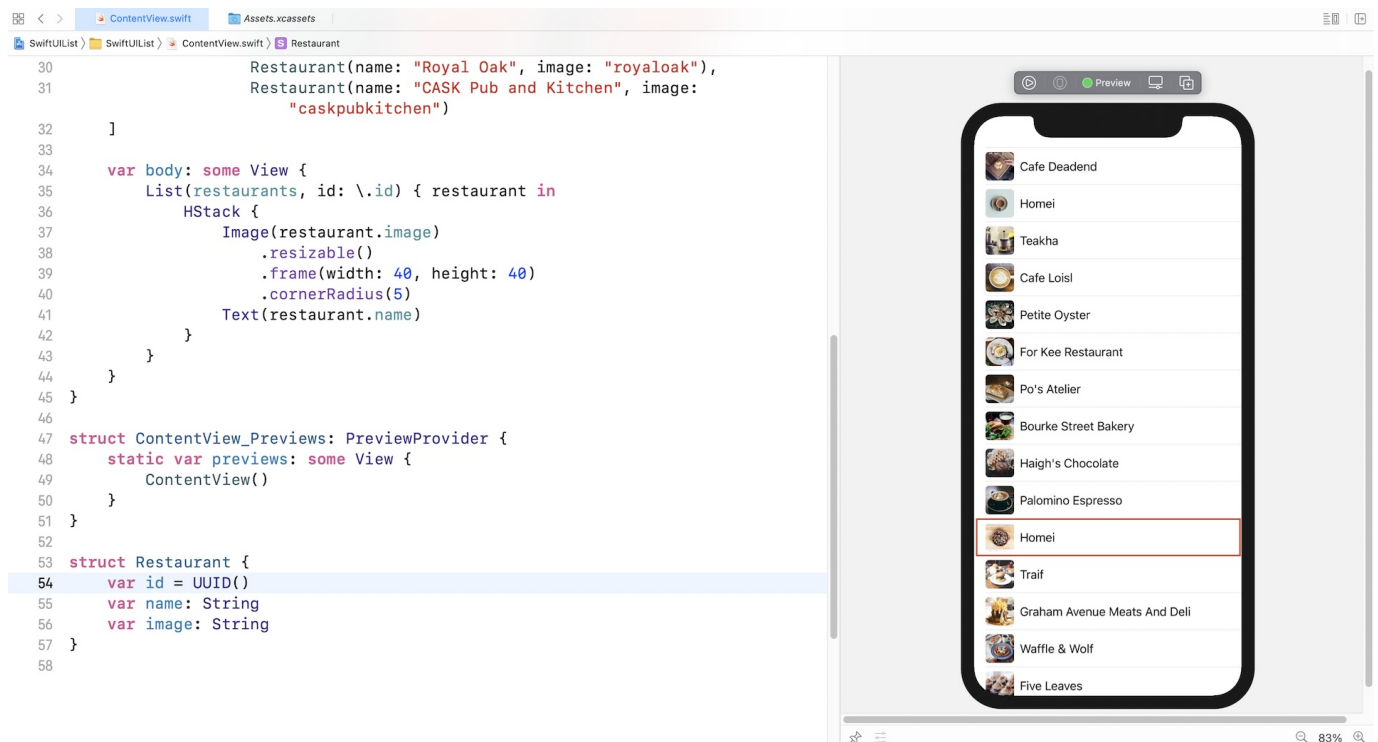 ContentView.swift
Assets.xcassets
SwiftUIList
SwiftUIList
ContentView.swift
Restaurant
30 Restaurant(name: "Royal Oak", image: "royaloak"),
31 Restaurant(name: "CASK Pub and Kitchen", image:
"caskpubkitchen")
32 ]
33
34 var body: some View {
35 List(restaurants, id: \.id) { restaurant in
36 HStack {
37 Image(restaurant.image)
38 .resizable()
39 .frame(width: 40, height: 40)
40 .cornerRadius(5)
41 Text(restaurant.name)
42 }
43 }
44 }
45 }
46
47 struct ContentView_Previews: PreviewProvider {
48 static var previews: some View {
49 ContentView()
50 }
51 }
52
53 struct Restaurant {
54 var id = UUID()
55 var name: String
56 var image: String
57 }
58
Preview
Cafe Deadend
Homei
Teakha
Cafe Loisl
Petite Oyster
For Kee Restaurant
Po's Atelier
Bourke Street Bakery
Haigh's Chocolate
Palomino Espresso
Homei
Traif
Graham Avenue Meats And Deli
Waffle & Wolf
Five Leaves
83%